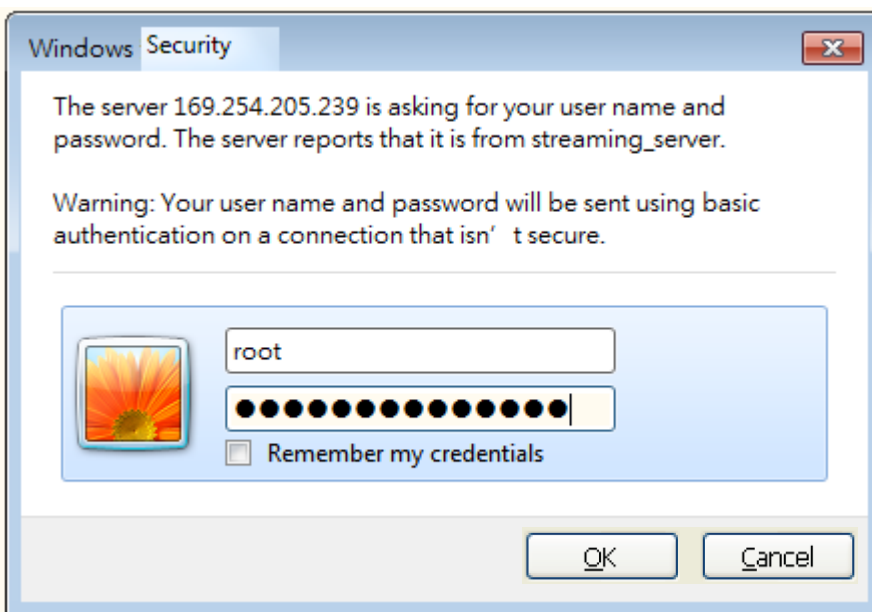 Windows Security
The server 169.254.205.239 is asking for your user name and
password. The server reports that it is from streaming_server.
Warning: Your user name and password will be sent using basic
authentication on a connection that isn’ t secure.
root
●●●●●●●●●●●●●●
Remember my credentials
OK
Cancel